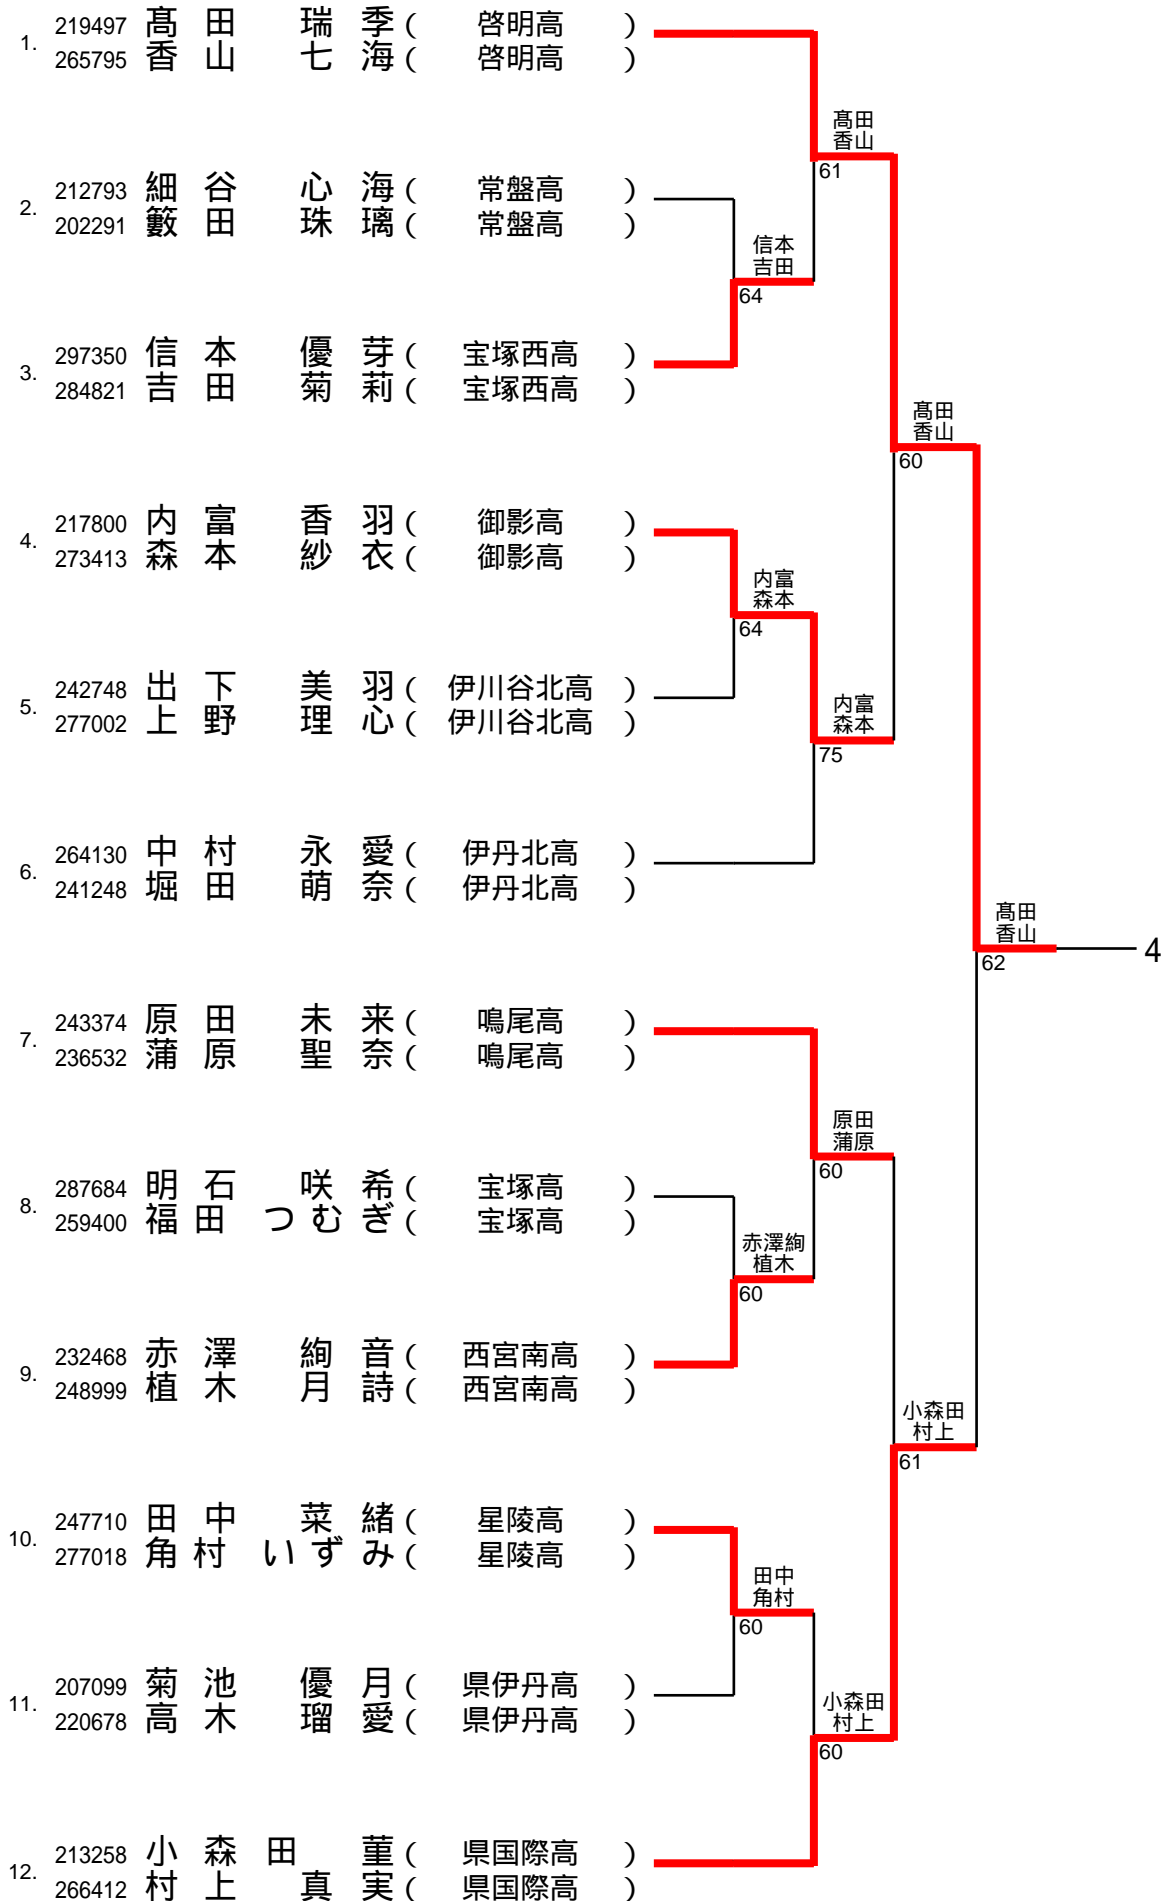 1. 219497 髙田 瑞季 ( 啓明高 )
265795 香山 七海 ( 啓明高 )
髙田
香山
61
2. 212793 細谷 心海 ( 常盤高 )
202291 籔田 珠璃 ( 常盤高 )
信本
吉田
64
3. 297350 信本 優芽 ( 宝塚西高 )
284821 吉田 菊莉 ( 宝塚西高 )
髙田
香山
60
4. 217800 内富 香羽 ( 御影高 )
273413 森本 紗衣 ( 御影高 )
内富
森本
64
5. 242748 出下 美羽 ( 伊川谷北高 )
277002 上野 理心 ( 伊川谷北高 )
内富
森本
75
6. 264130 中村 永愛 ( 伊丹北高 )
241248 堀田 萌奈 ( 伊丹北高 )
髙田
香山
62
4
7. 243374 原田 未来 ( 鳴尾高 )
236532 蒲原 聖奈 ( 鳴尾高 )
原田
蒲原
60
8. 287684 明石 咲希 ( 宝塚高 )
259400 福田 つむぎ ( 宝塚高 )
赤澤絢
植木
60
9. 232468 赤澤 絢音 ( 西宮南高 )
248999 植木 月詩 ( 西宮南高 )
小森田
村上
61
10. 247710 田中 菜緒 ( 星陵高 )
277018 角村 いずみ ( 星陵高 )
田中
角村
60
11. 207099 菊池 優月 ( 県伊丹高 )
220678 高木 瑠愛 ( 県伊丹高 )
小森田
村上
60
12. 213258 小森田 菫 ( 県国際高 )
266412 村上 真実 ( 県国際高 )